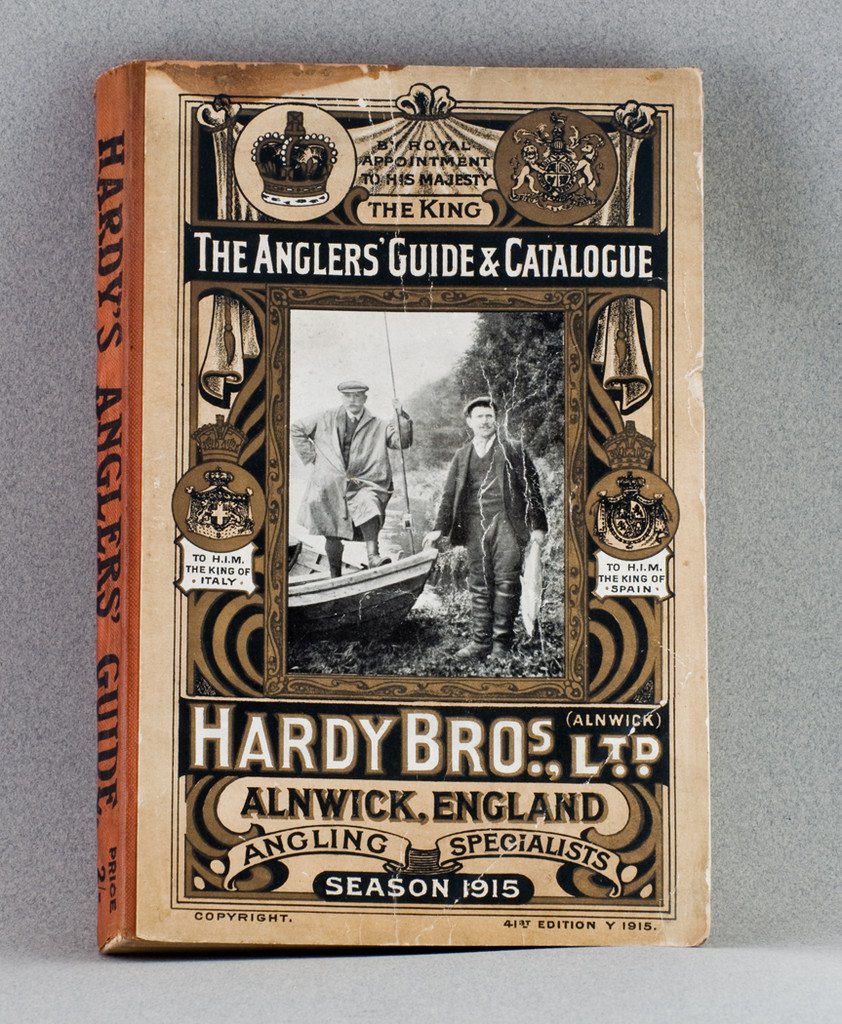 HARDY'S ANGLERS' GUIDE
PRICE
2/-
BY ROYAL
APPOINTMENT
TO HIS MAJESTY
THE KING
THE ANGLERS' GUIDE & CATALOGUE
TO H.I.M.
THE KING OF
ITALY
TO H.I.M.
THE KING OF
SPAIN
HARDY BROS., (ALNWICK) LTD
ALNWICK, ENGLAND
ANGLING SPECIALISTS
SEASON 1915
COPYRIGHT.
41ST EDITION Y 1915.